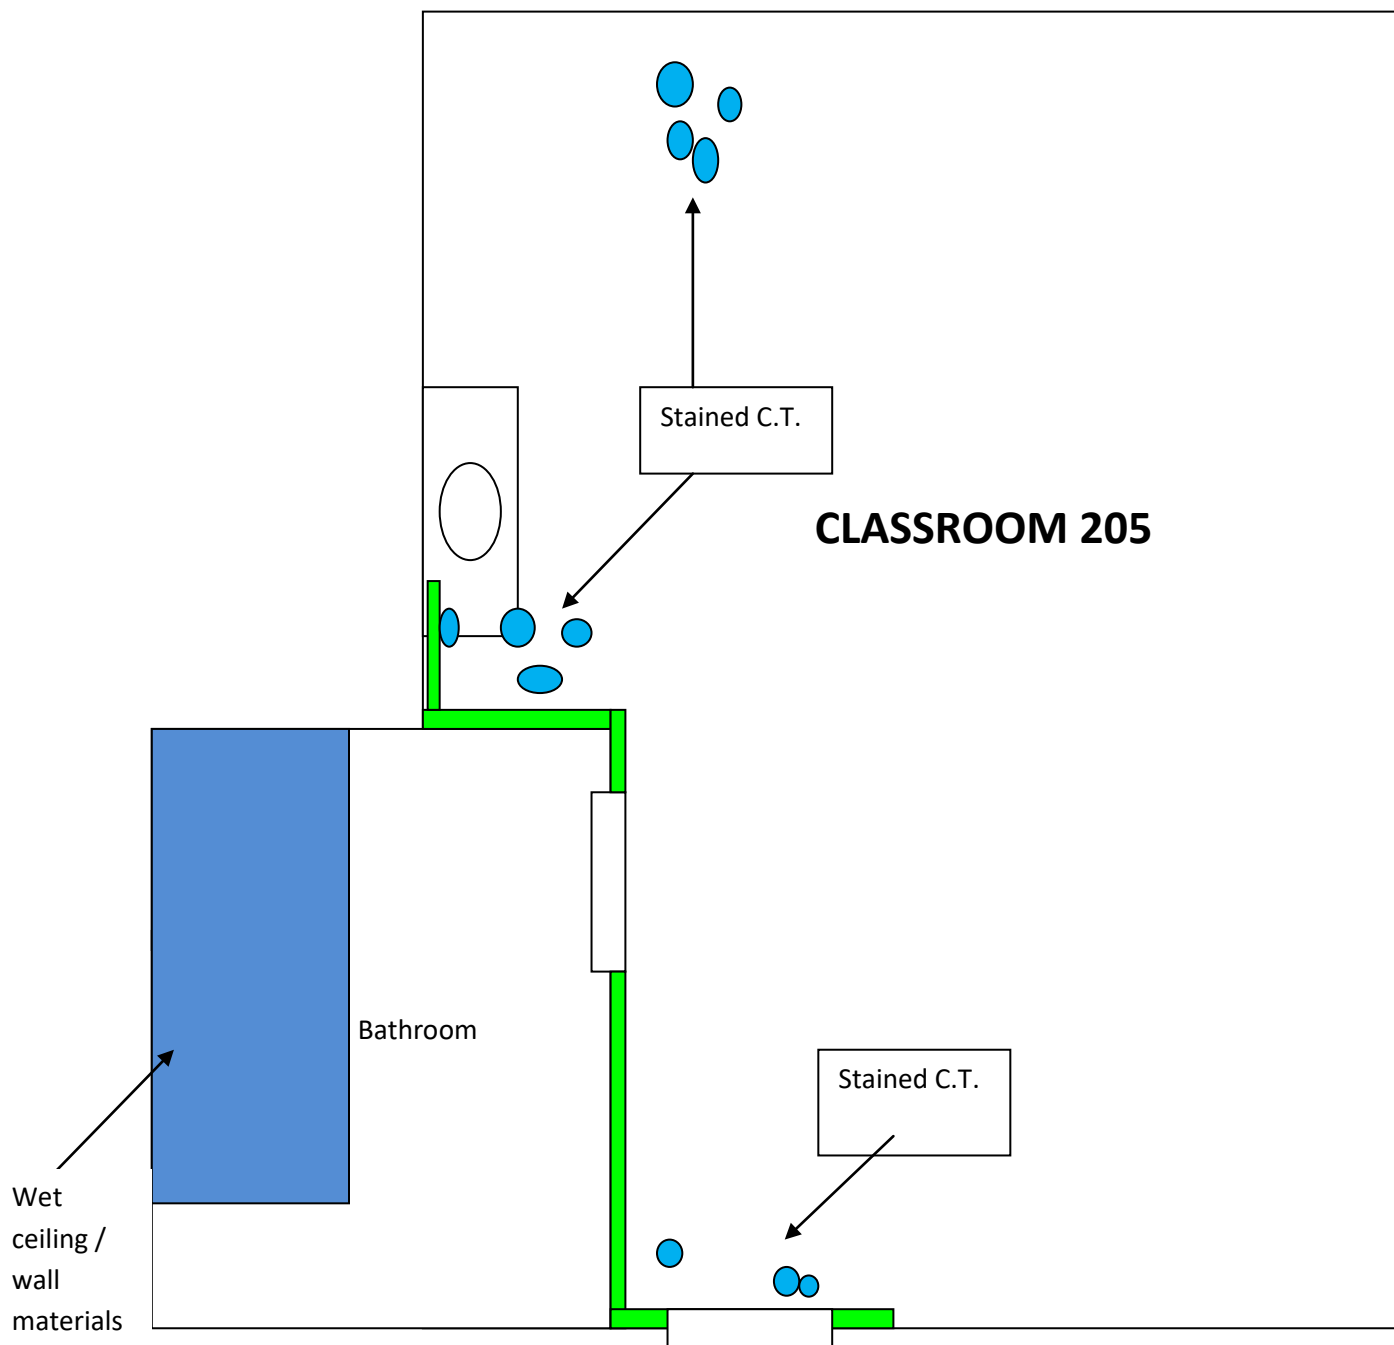 Stained C.T.
CLASSROOM 205
Bathroom
Stained C.T.
Wet
ceiling /
wall
materials